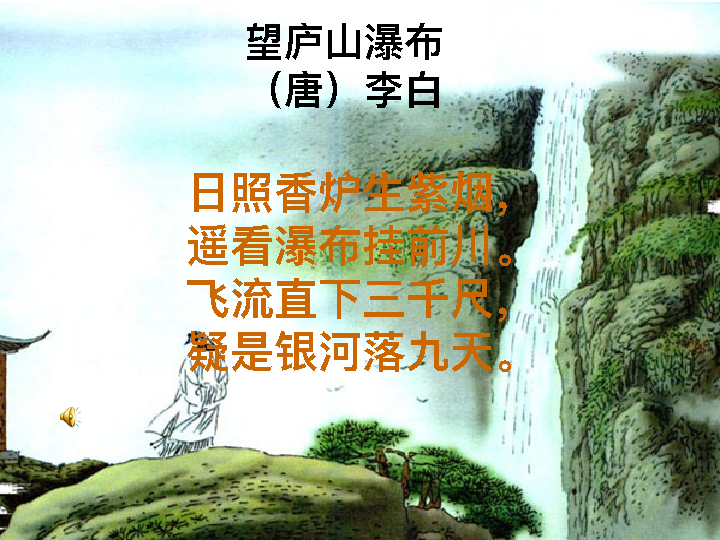 望庐山瀑布
（唐）李白
日照香炉生紫烟，
遥看瀑布挂前川。
飞流直下三千尺，
疑是银河落九天。